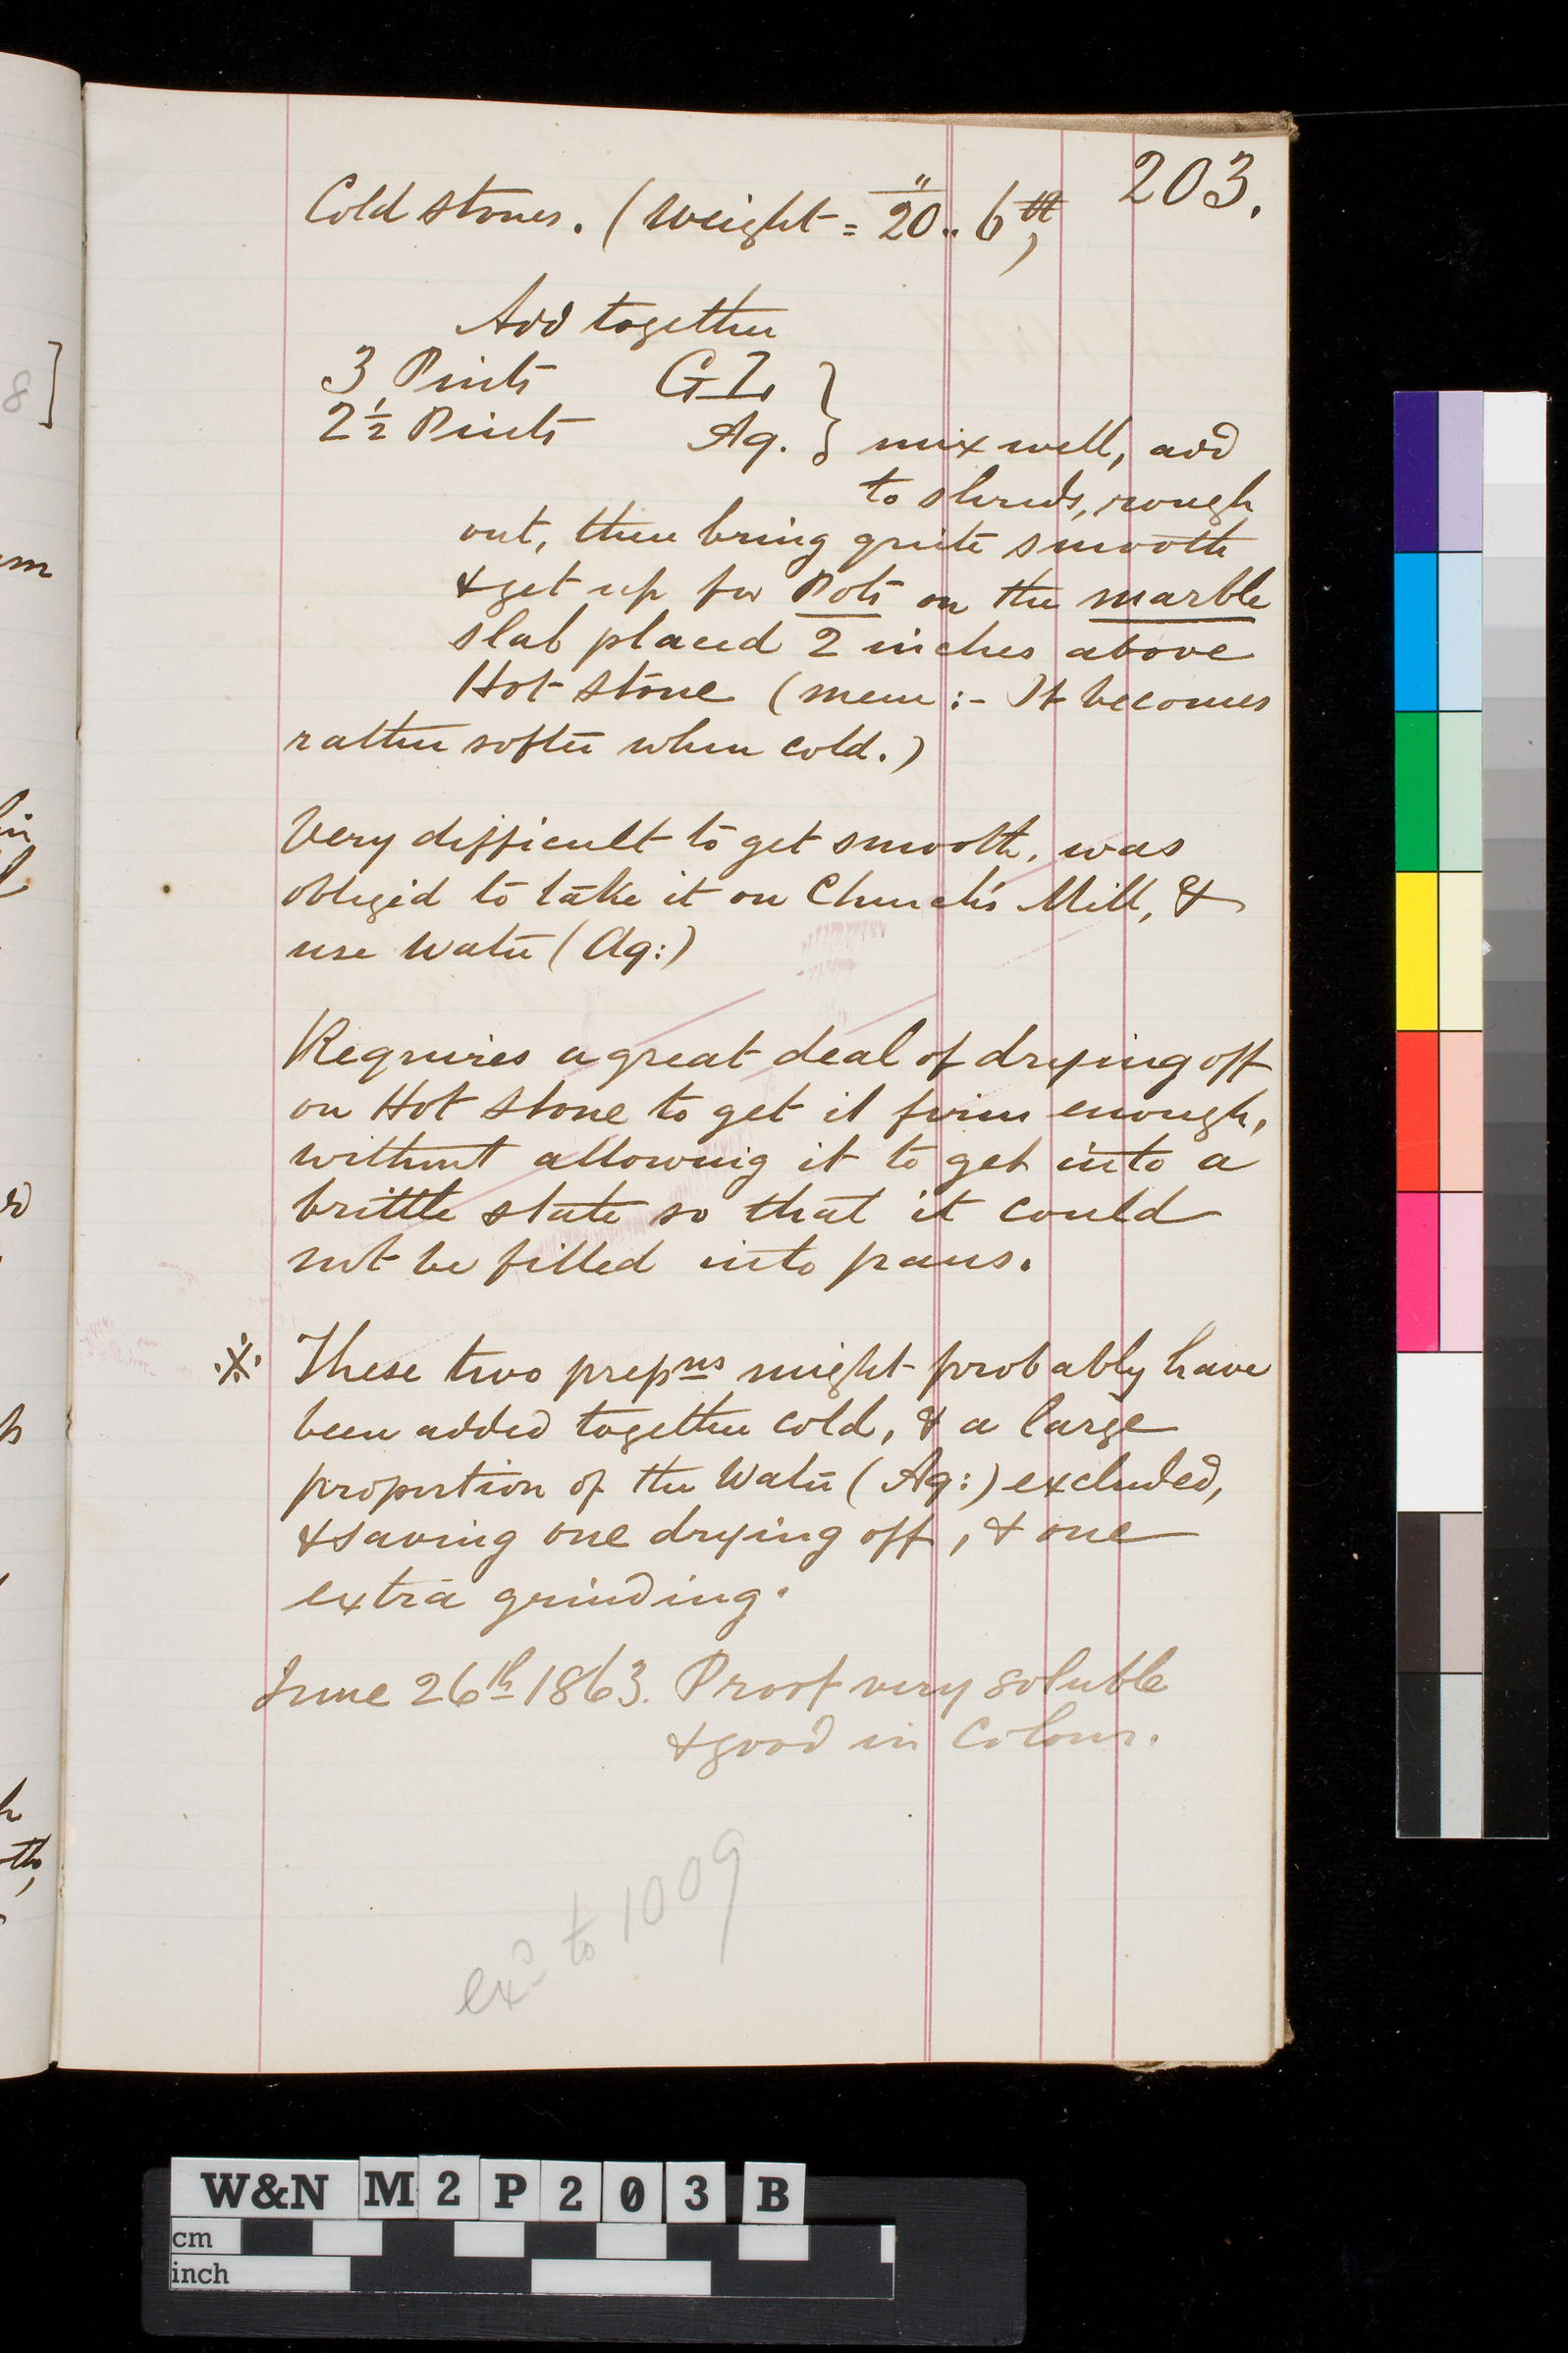 203.
Cold stones. (Weight = 20 .. 6 lb)
Add together
3 Pints GL }
2½ Pints Aq. } mix well, add
to shreds, rough
out, then bring quite smooth
& get up for Pots on the marble
slab placed 2 inches above
Hot stone (mem :- It becomes
rather softer when cold.)
Very difficult to get smooth, was
obliged to take it on Church's Mill, &
use Water (Aq:)
Requires a great deal of drying off
on Hot stone to get it firm enough,
without allowing it to get into a
brittle state so that it could
not be filled into pans.
※ These two prepns might probably have
been added together cold, & a large
proportion of the Water (Aq:) excluded,
& saving one drying off, & one
extra grinding.
June 26th 1863. Proof very soluble
& good in Colour.
exd to 1009
8]
W&N M2P203B
cm
inch